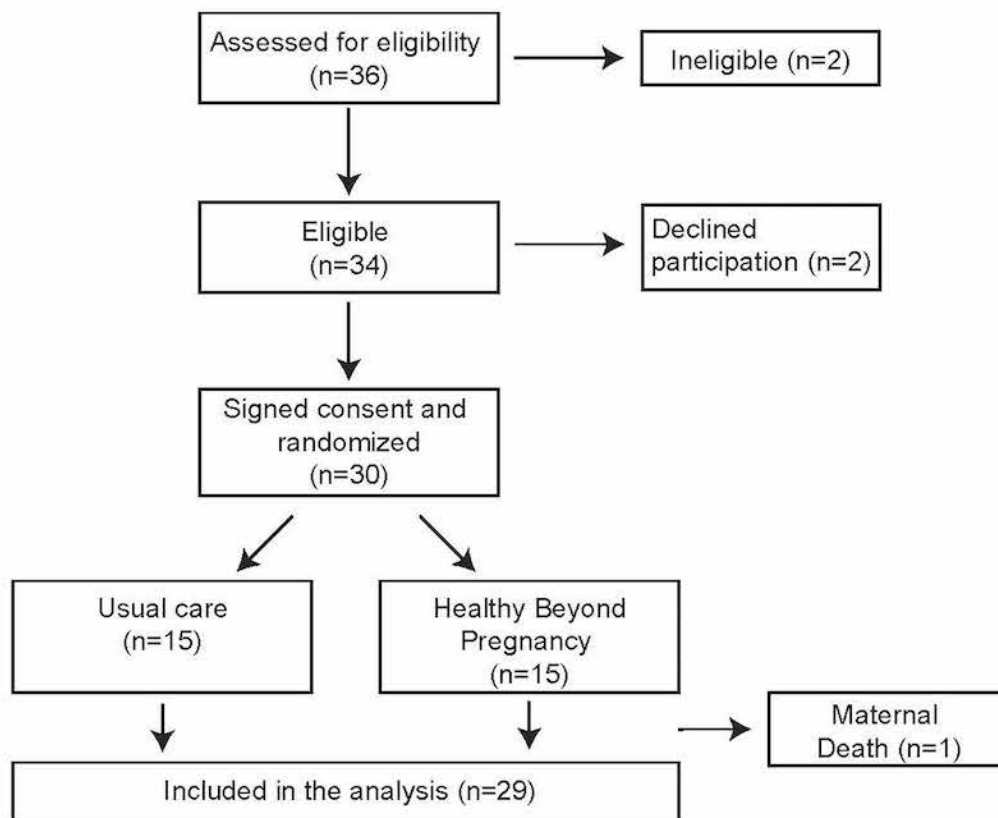 Assessed for eligibility
(n=36)
Ineligible (n=2)
Eligible
(n=34)
Declined
participation (n=2)
Signed consent and
randomized
(n=30)
Usual care
(n=15)
Healthy Beyond
Pregnancy
(n=15)
Maternal
Death (n=1)
Included in the analysis (n=29)